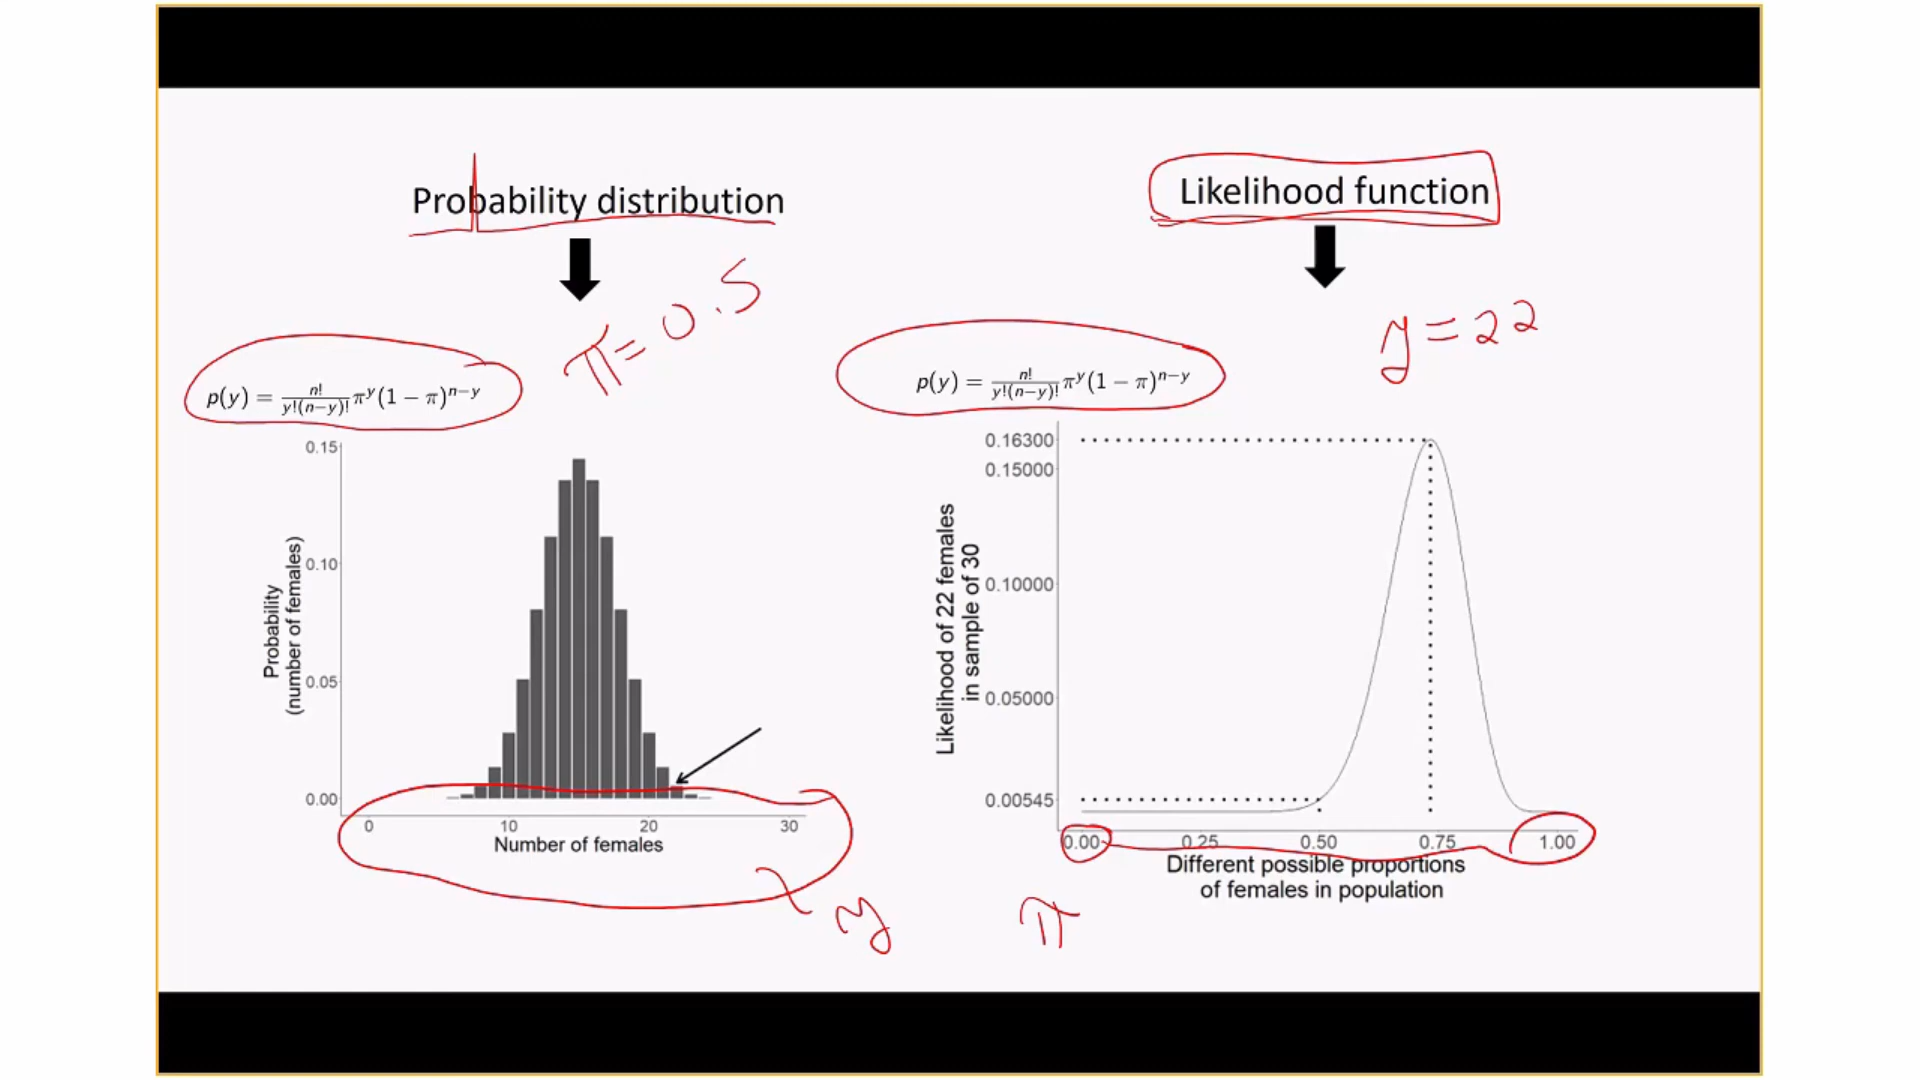 Probability distribution
π = 0.5
p(y) = n!/y!(n−y)! π^y(1 − π)^n−y
0.15
0.10
0.05
0.00
Probability
(number of females)
0 10 20 30
Number of females
y
Likelihood function
y = 22
p(y) = n!/y!(n−y)! π^y(1 − π)^n−y
0.16300
0.15000
0.10000
0.05000
0.00545
Likelihood of 22 females
in sample of 30
0.00 0.25 0.50 0.75 1.00
Different possible proportions
of females in population
π